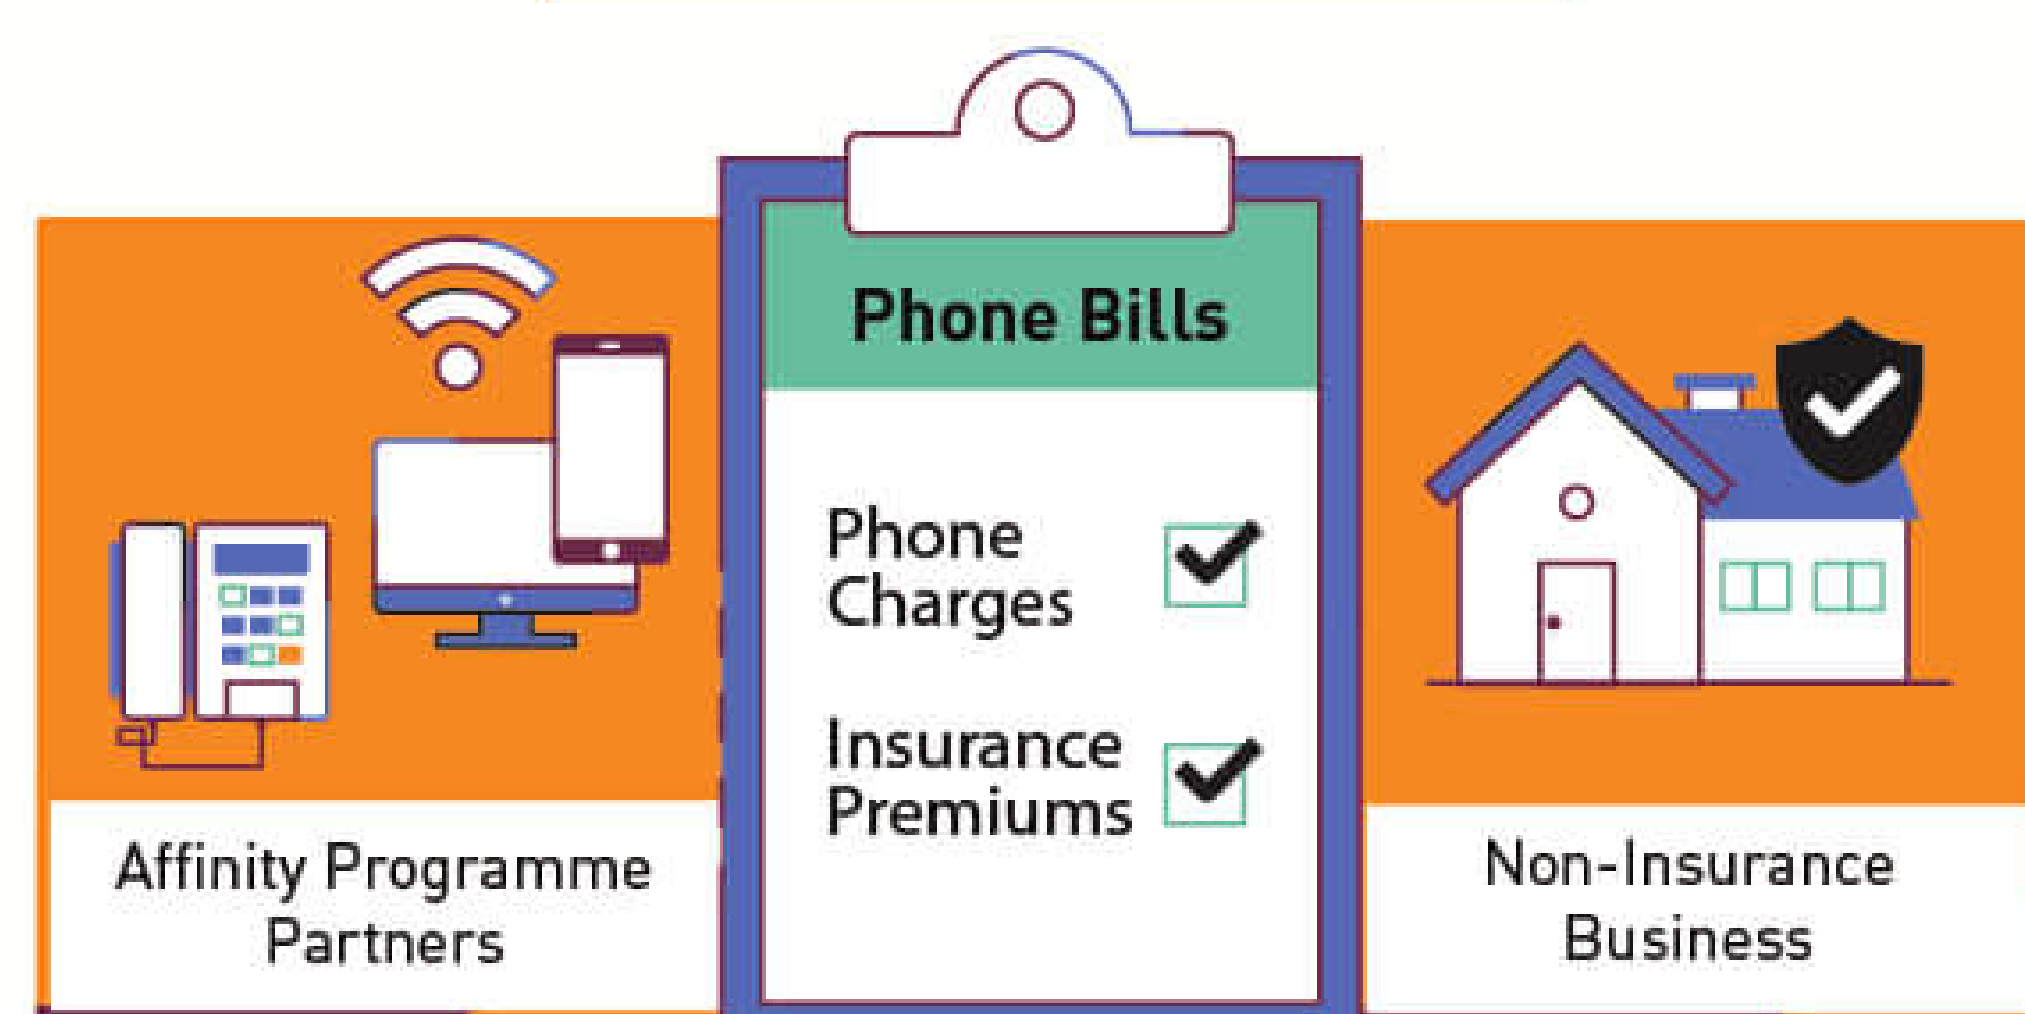 Phone Bills
Phone
Charges
Insurance
Premiums
Affinity Programme
Partners
Non-Insurance
Business